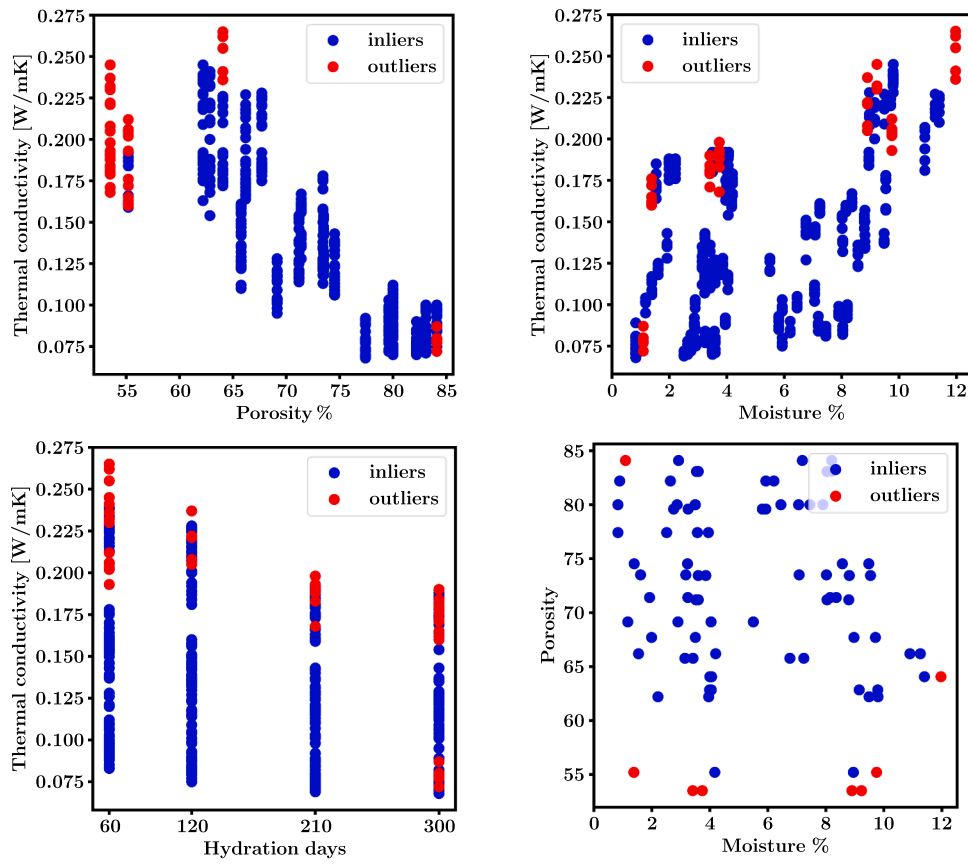 Thermal conductivity [W/mK]
0.275
0.250
0.225
0.200
0.175
0.150
0.125
0.100
0.075
inliers
outliers
55 60 65 70 75 80 85
Porosity %
Thermal conductivity [W/mK]
0.275
0.250
0.225
0.200
0.175
0.150
0.125
0.100
0.075
inliers
outliers
0 2 4 6 8 10 12
Moisture %
Thermal conductivity [W/mK]
0.275
0.250
0.225
0.200
0.175
0.150
0.125
0.100
0.075
inliers
outliers
60 120 210 300
Hydration days
Porosity
85
80
75
70
65
60
55
inliers
outliers
0 2 4 6 8 10 12
Moisture %